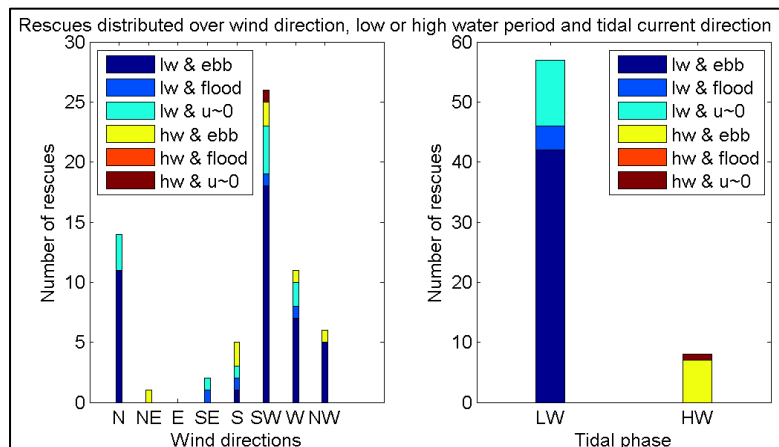 Rescues distributed over wind direction, low or high water period and tidal current direction
30
25
20
15
10
5
0
Number of rescues
lw & ebb
lw & flood
lw & u~0
hw & ebb
hw & flood
hw & u~0
N NE E SE S SW W NW
Wind directions
60
50
40
30
20
10
0
Number of rescues
lw & ebb
lw & flood
lw & u~0
hw & ebb
hw & flood
hw & u~0
LW HW
Tidal phase